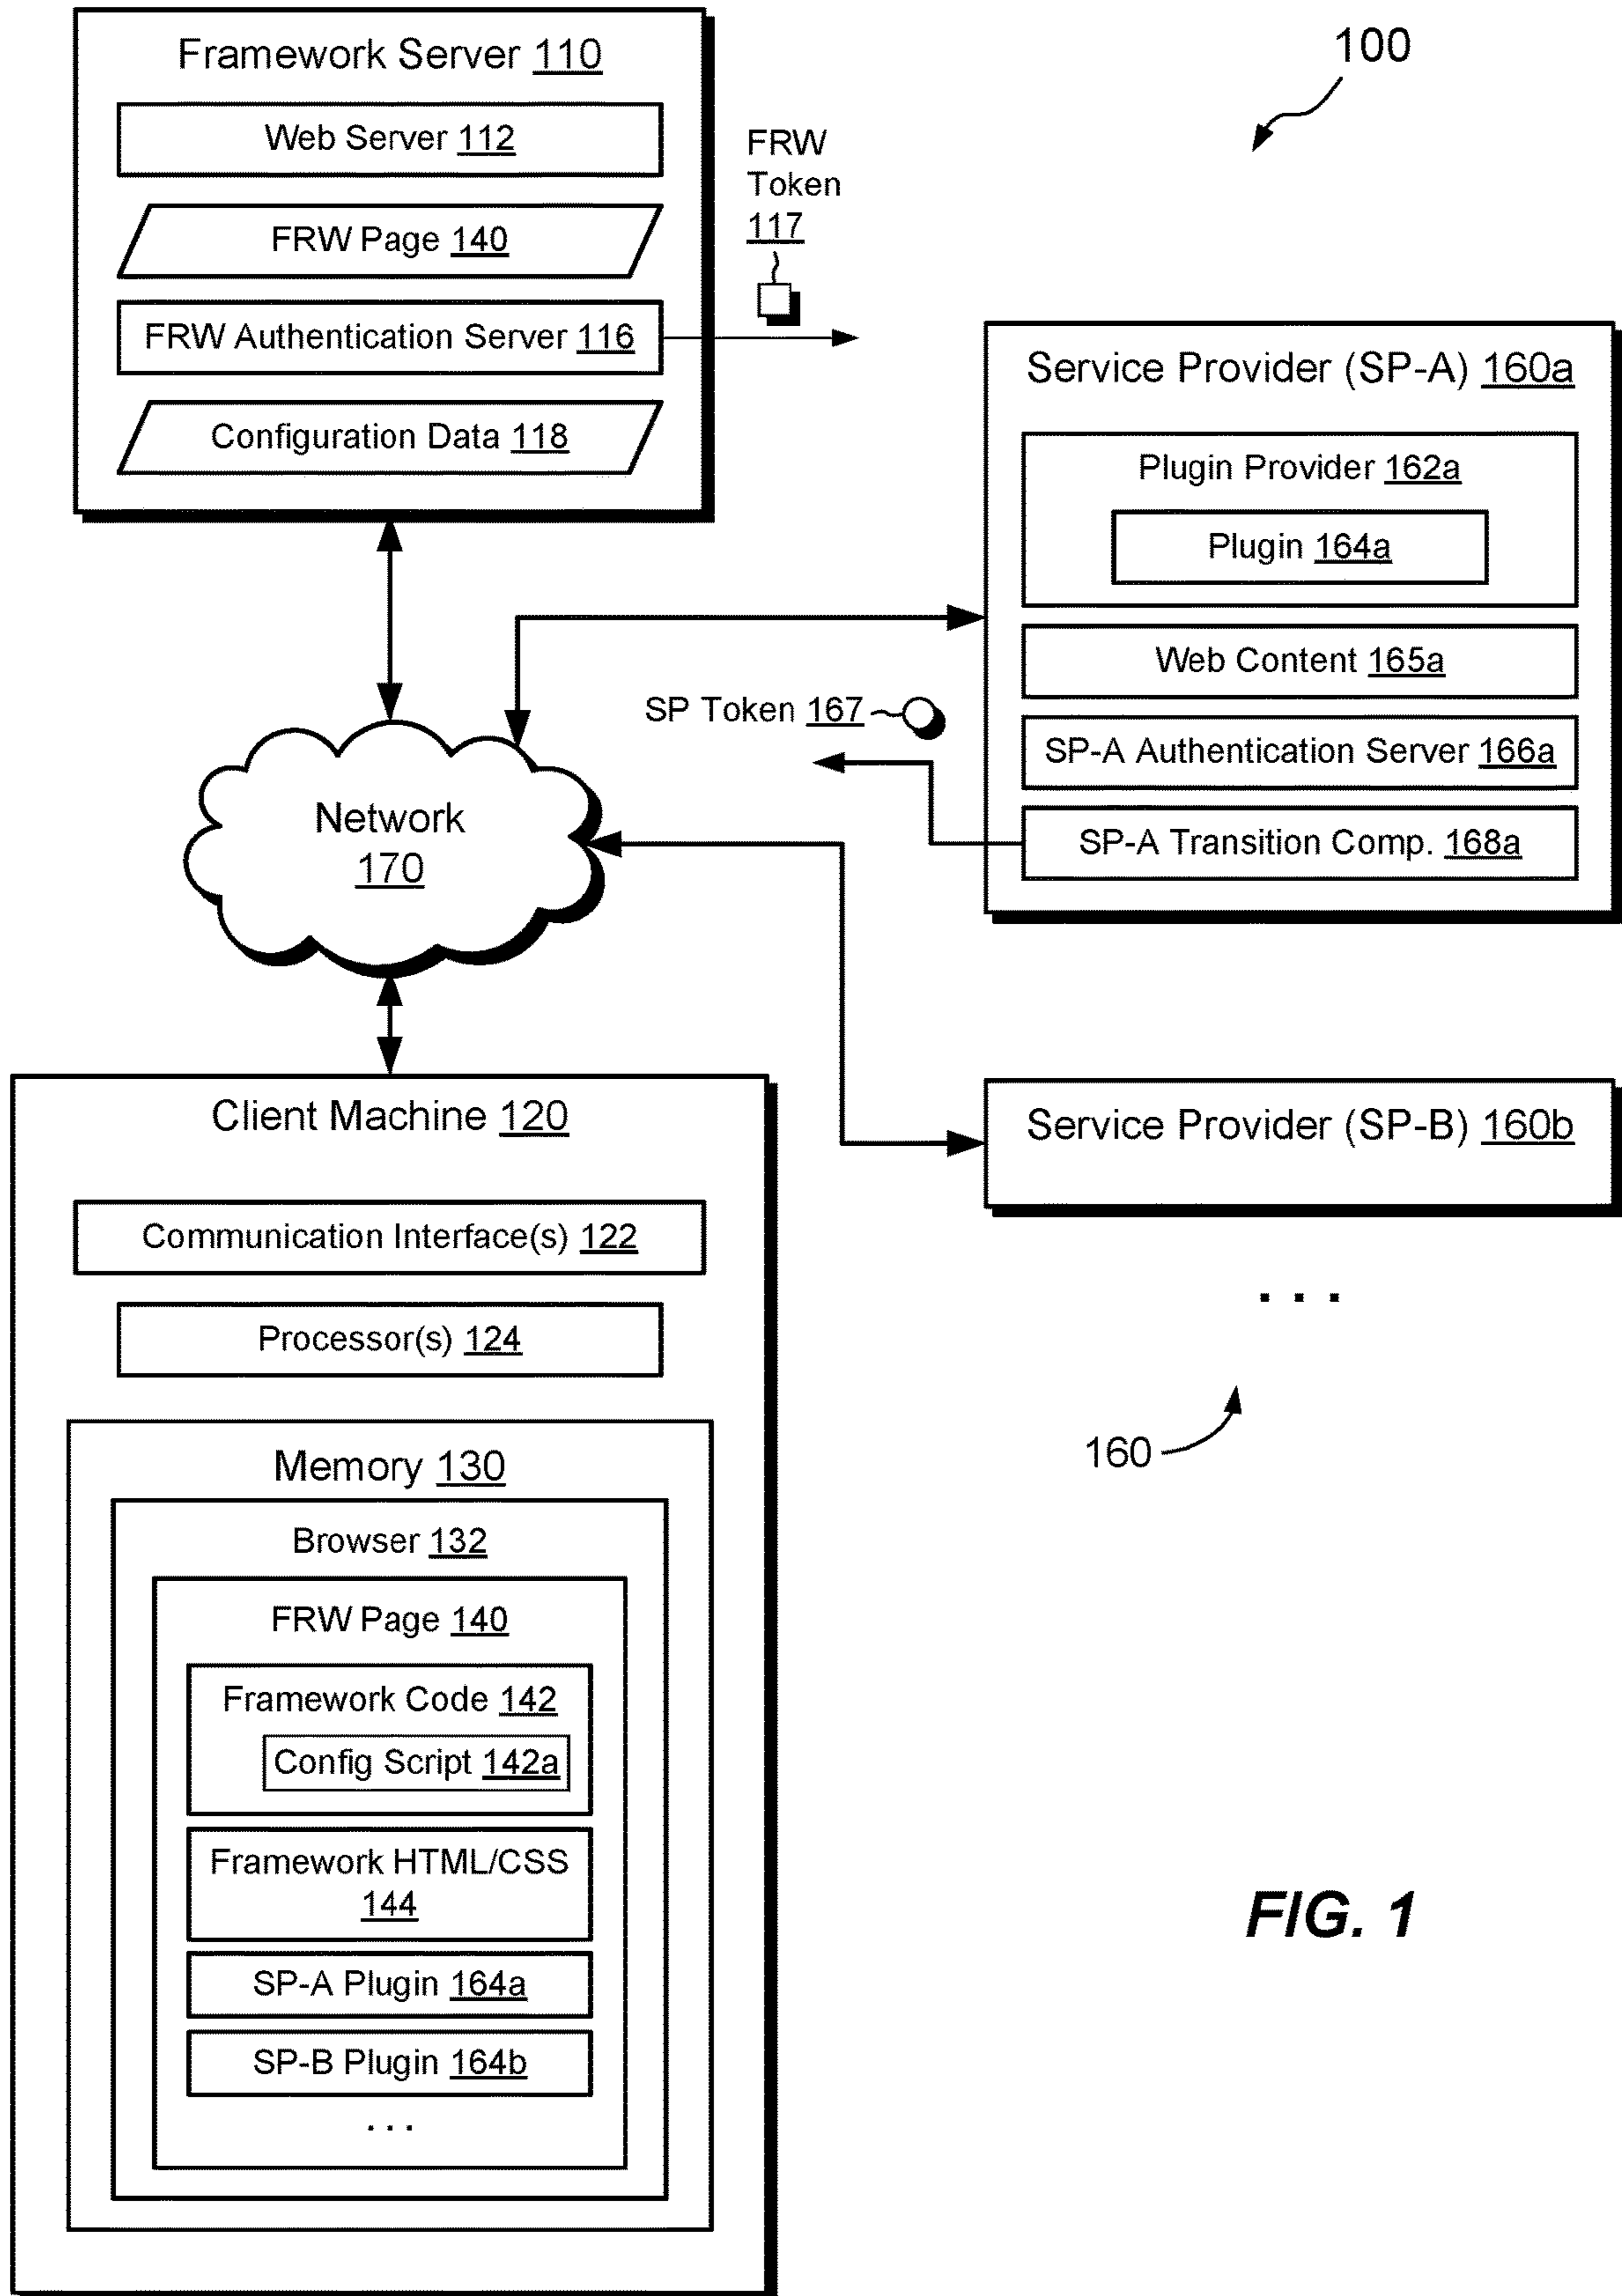 Framework Server 110
Web Server 112
FRW Page 140
FRW Authentication Server 116
Configuration Data 118
FRW
Token
117
100
Service Provider (SP-A) 160a
Plugin Provider 162a
Plugin 164a
Web Content 165a
SP-A Authentication Server 166a
SP-A Transition Comp. 168a
SP Token 167
Network
170
Service Provider (SP-B) 160b
. . .
160
Client Machine 120
Communication Interface(s) 122
Processor(s) 124
Memory 130
Browser 132
FRW Page 140
Framework Code 142
Config Script 142a
Framework HTML/CSS
144
SP-A Plugin 164a
SP-B Plugin 164b
. . .
FIG. 1